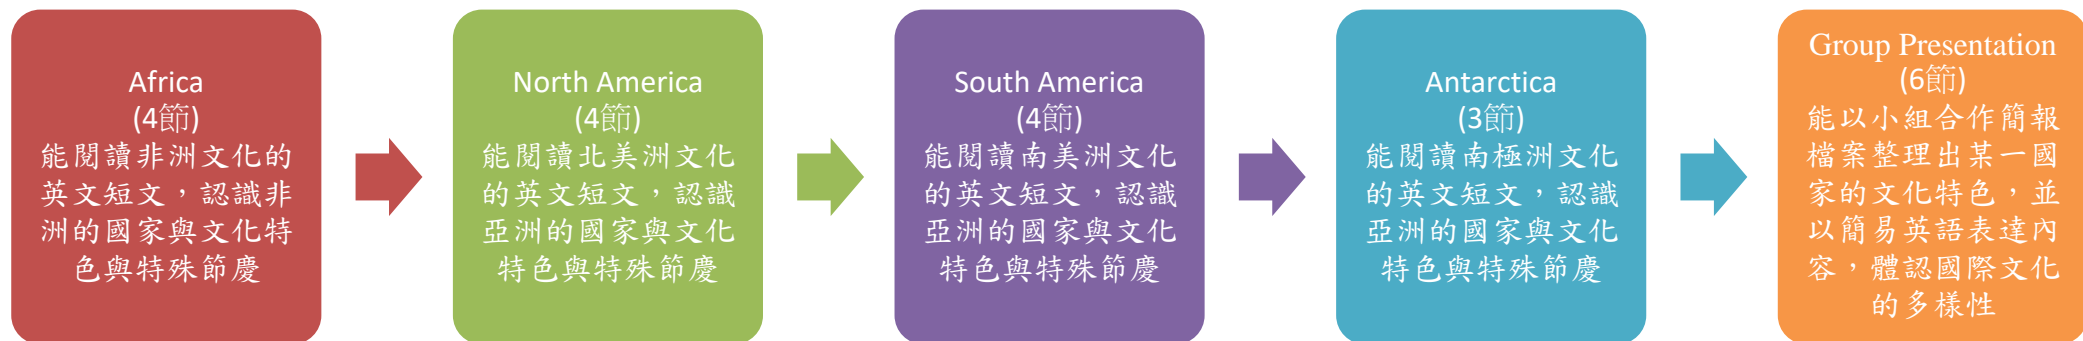 Africa
(4節)
能閱讀非洲文化的
英文短文，認識非
洲的國家與文化特
色與特殊節慶
North America
(4節)
能閱讀北美洲文化
的英文短文，認識
亞洲的國家與文化
特色與特殊節慶
South America
(4節)
能閱讀南美洲文化
的英文短文，認識
亞洲的國家與文化
特色與特殊節慶
Antarctica
(3節)
能閱讀南極洲文化
的英文短文，認識
亞洲的國家與文化
特色與特殊節慶
Group Presentation
(6節)
能以小組合作簡報
檔案整理出某一國
家的文化特色，並
以簡易英語表達內
容，體認國際文化
的多樣性